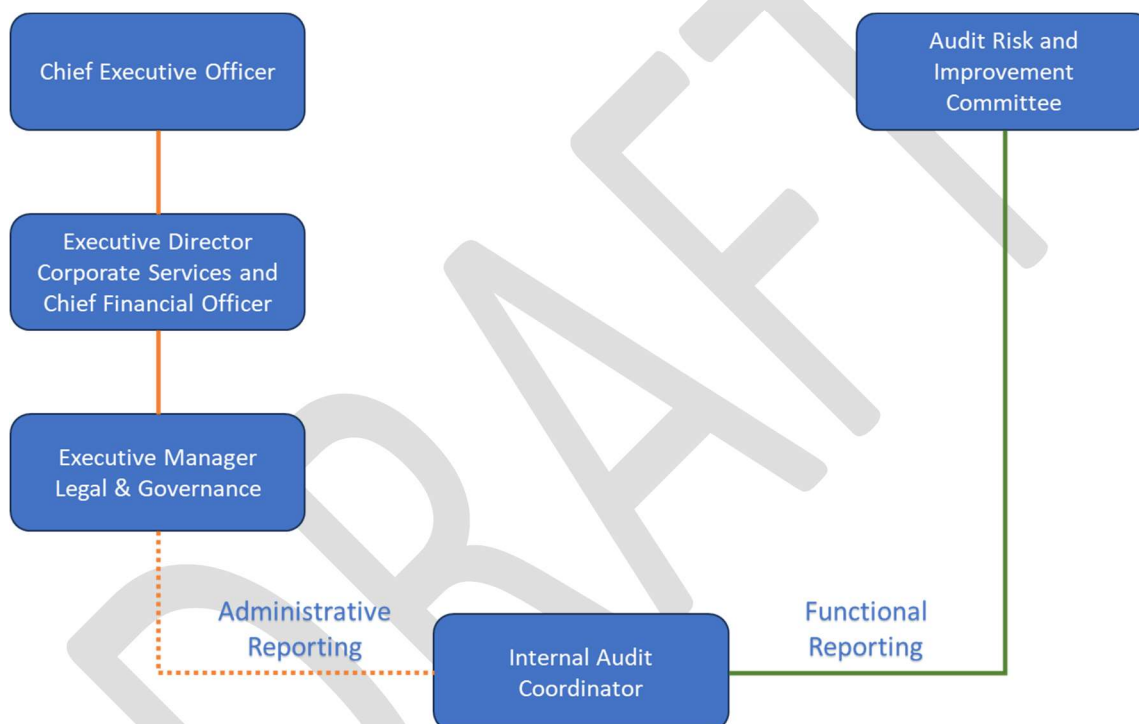 Chief Executive Officer
Audit Risk and
Improvement
Committee
Executive Director
Corporate Services and
Chief Financial Officer
Executive Manager
Legal & Governance
Administrative
Reporting
Functional
Reporting
Internal Audit
Coordinator
DRAFT